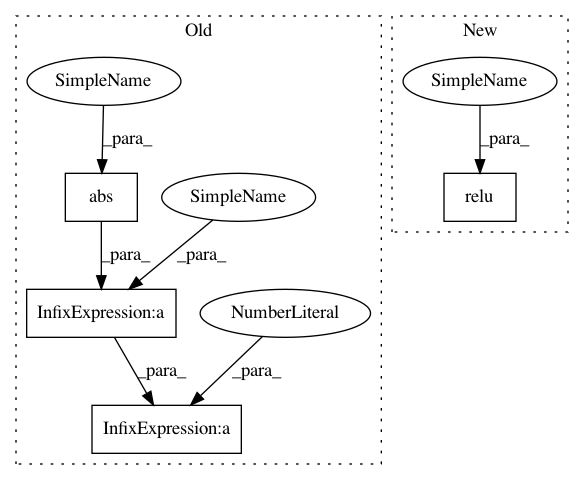 Old
New
SimpleName
SimpleName
_para_
_para_
abs
SimpleName
relu
_para_
_para_
InfixExpression:a
NumberLiteral
_para_
_para_
InfixExpression:a